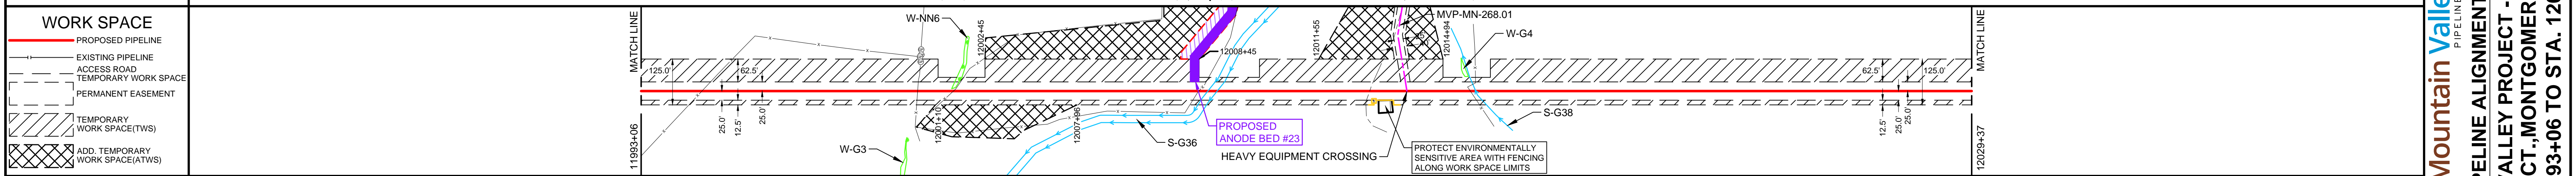 WORK SPACE
PROPOSED PIPELINE
EXISTING PIPELINE
ACCESS ROAD
TEMPORARY WORK SPACE
PERMANENT EASEMENT
TEMPORARY
WORK SPACE(TWS)
ADD. TEMPORARY
WORK SPACE(ATWS)
MATCH LINE
11993+06
125.0'
62.5'
25.0'
12.5'
25.0'
W-NN6
12002+45
12001+10
W-G3
12007+96
S-G36
12008+45
PROPOSED
ANODE BED #23
12011+55
MVP-MN-268.01
12014+94
W-G4
HEAVY EQUIPMENT CROSSING
S-G38
PROTECT ENVIRONMENTALLY
SENSITIVE AREA WITH FENCING
ALONG WORK SPACE LIMITS
62.5'
125.0'
12.5'
25.0'
25.0'
MATCH LINE
12029+37
Mountain Valle
PIPELINE
PELINE ALIGNMENT
ALLEY PROJECT -
CT.,MONTGOMER
93+06 TO STA. 120